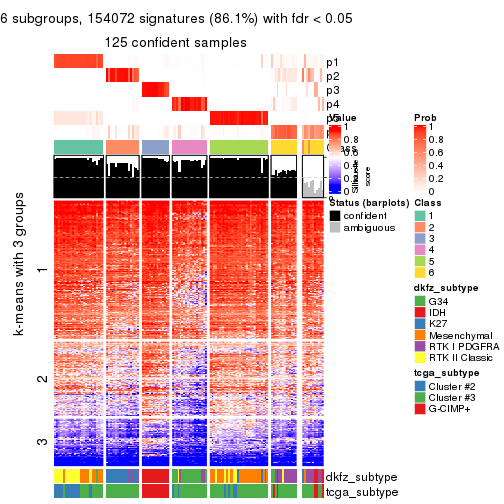 6 subgroups, 154072 signatures (86.1%) with fdr < 0.05
125 confident samples
p1
p2
p3
p4
k-means with 3 groups
1
2
3
Value
1
0.8
0.6
0.4
0.2
0
1
0.5
0
Silhouette
score
Prob
1
0.8
0.6
0.4
0.2
0
Status (barplots)
confident
ambiguous
Class
1
2
3
4
5
6
dkfz_subtype
G34
IDH
K27
Mesenchymal
RTK I PDGFRA
RTK II Classic
tcga_subtype
Cluster #2
Cluster #3
G-CIMP+
dkfz_subtype
tcga_subtype